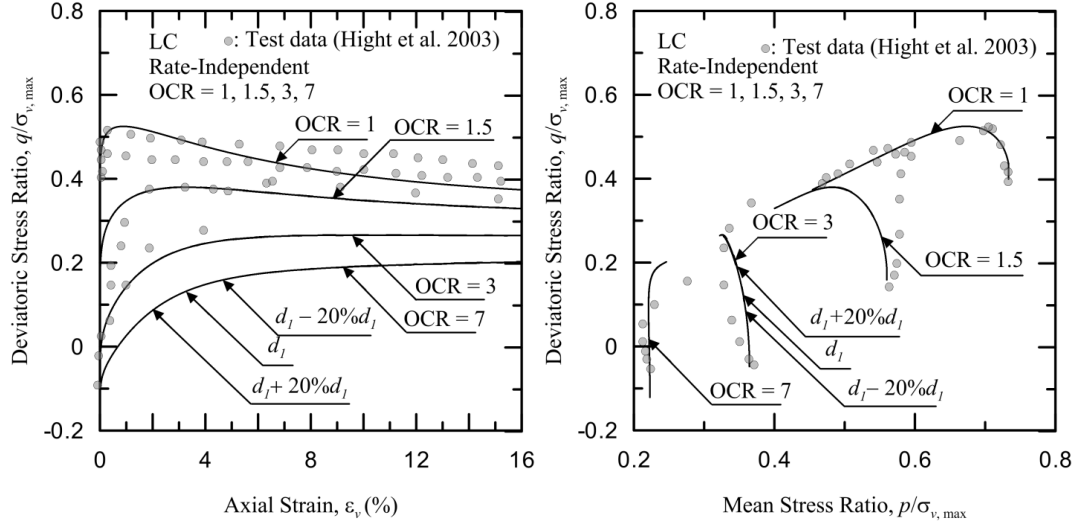 0.8
0.6
0.4
0.2
0
-0.2
Deviatoric Stress Ratio, q/σv, max
LC
: Test data (Hight et al. 2003)
Rate-Independent
OCR = 1, 1.5, 3, 7
OCR = 1
OCR = 1.5
OCR = 3
OCR = 7
d1 – 20%d1
d1
d1 + 20%d1
0 4 8 12 16
Axial Strain, εv (%)
0.8
0.6
0.4
0.2
0
-0.2
Deviatoric Stress Ratio, q/σv, max
LC
: Test data (Hight et al. 2003)
Rate-Independent
OCR = 1, 1.5, 3, 7
OCR = 1
OCR = 3
OCR = 1.5
d1+20%d1
d1
d1– 20%d1
OCR = 7
0.2 0.4 0.6 0.8
Mean Stress Ratio, p/σv, max